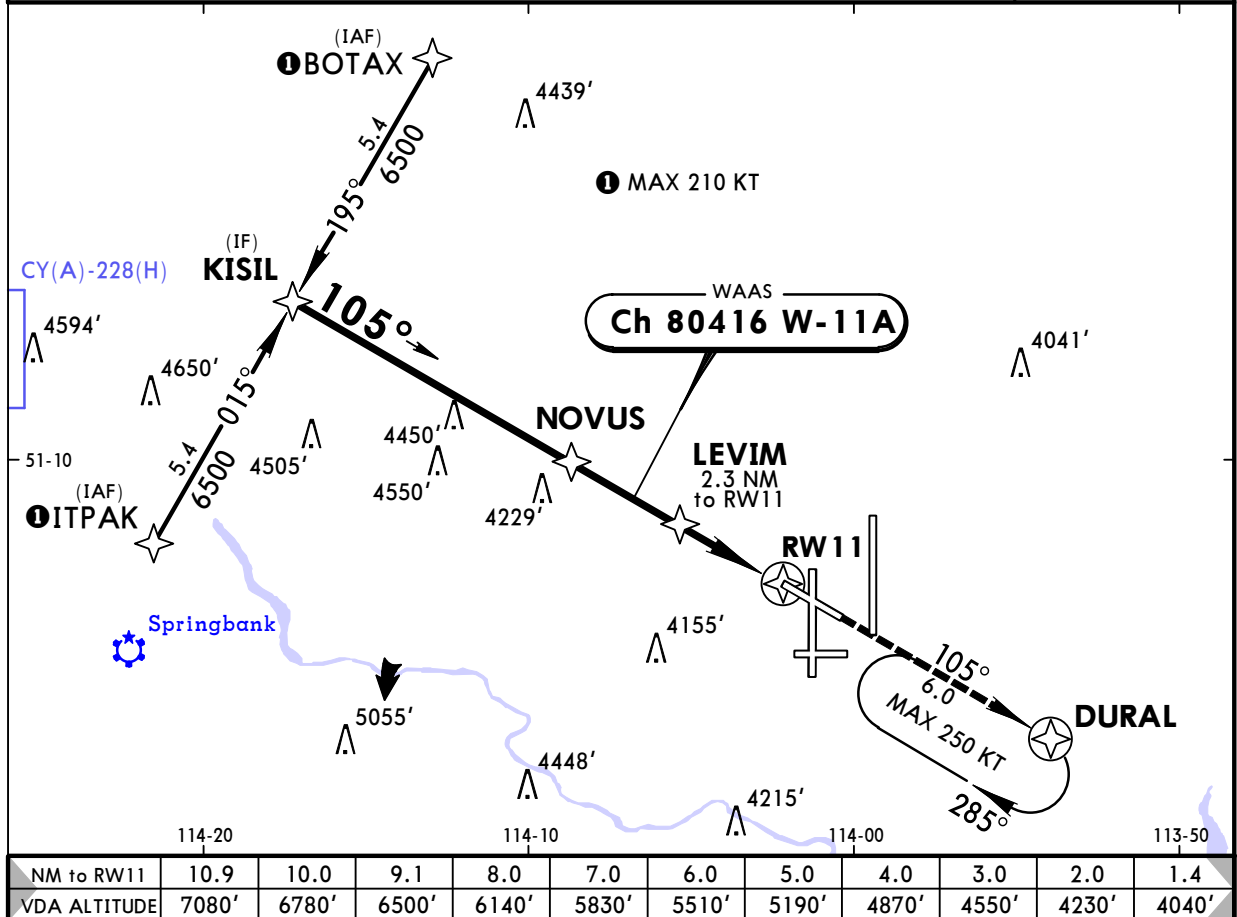 (IAF)
❶BOTAX
4439'
5.4
6500
❶ MAX 210 KT
195°
(IF)
KISIL
CY(A)-228(H)
105°
WAAS
Ch 80416 W-11A
4594'
4041'
4650'
015°
4450'
NOVUS
4505'
LEVIM
2.3 NM
to RW11
51-10
5.4
6500
4550'
4229'
(IAF)
❶ITPAK
RW11
Springbank
4155'
105°
6.0
MAX 250 KT
DURAL
5055'
4448'
285°
4215'
114-20 114-10 114-00 113-50
NM to RW11 10.9 10.0 9.1 8.0 7.0 6.0 5.0 4.0 3.0 2.0 1.4
VDA ALTITUDE 7080' 6780' 6500' 6140' 5830' 5510' 5190' 4870' 4550' 4230' 4040'